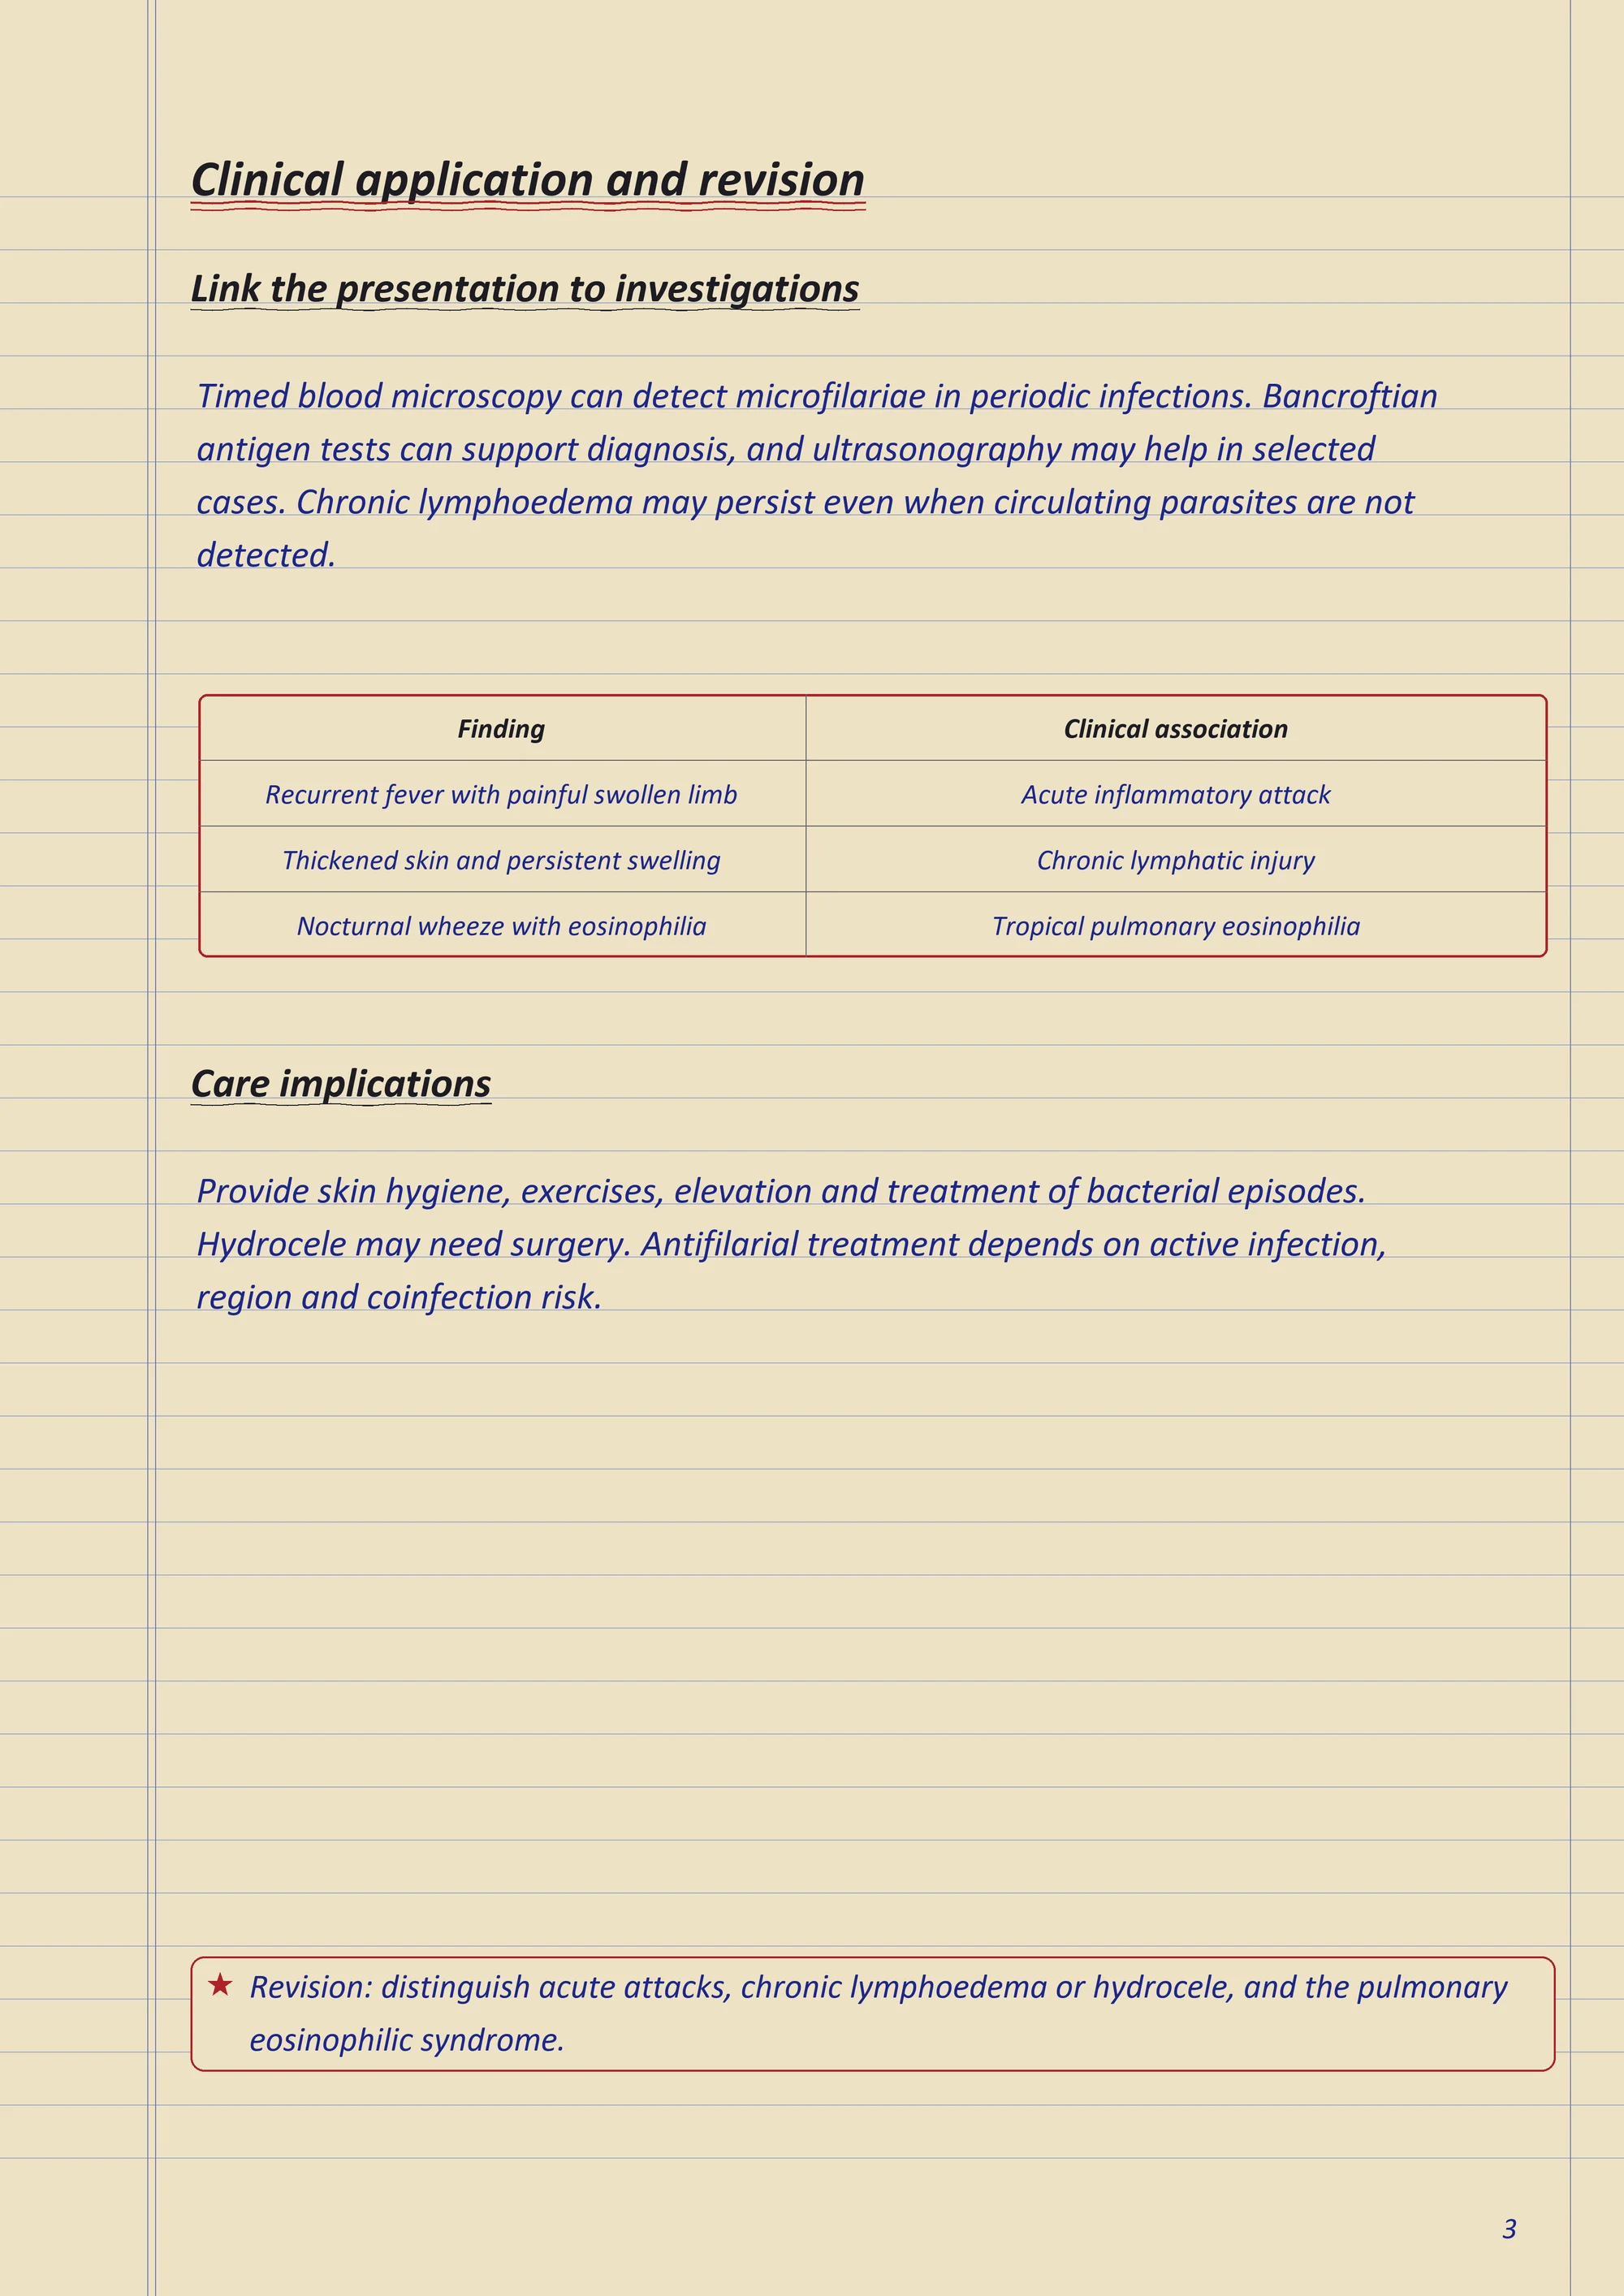 Clinical application and revision
Link the presentation to investigations
Timed blood microscopy can detect microfilariae in periodic infections. Bancroftian
antigen tests can support diagnosis, and ultrasonography may help in selected
cases. Chronic lymphoedema may persist even when circulating parasites are not
detected.
Finding Clinical association
Recurrent fever with painful swollen limb Acute inflammatory attack
Thickened skin and persistent swelling Chronic lymphatic injury
Nocturnal wheeze with eosinophilia Tropical pulmonary eosinophilia
Care implications
Provide skin hygiene, exercises, elevation and treatment of bacterial episodes.
Hydrocele may need surgery. Antifilarial treatment depends on active infection,
region and coinfection risk.
★ Revision: distinguish acute attacks, chronic lymphoedema or hydrocele, and the pulmonary
eosinophilic syndrome.
3